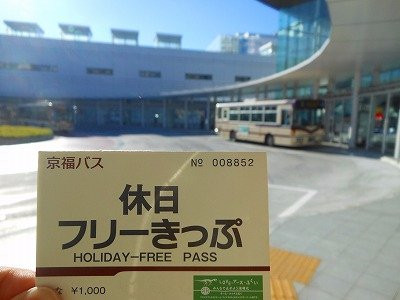 京福バス
№ 008852
休日
フリーきっぷ
HOLIDAY-FREE PASS
¥1,000